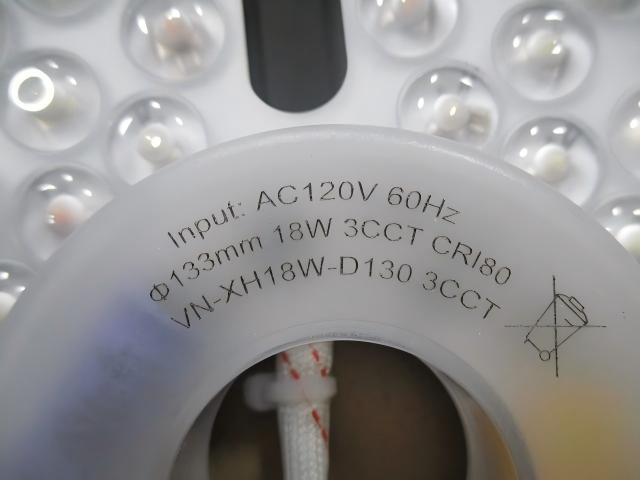 Input: AC120V 60Hz
Φ133mm 18W 3CCT CRI80
VN-XH18W-D130 3CCT